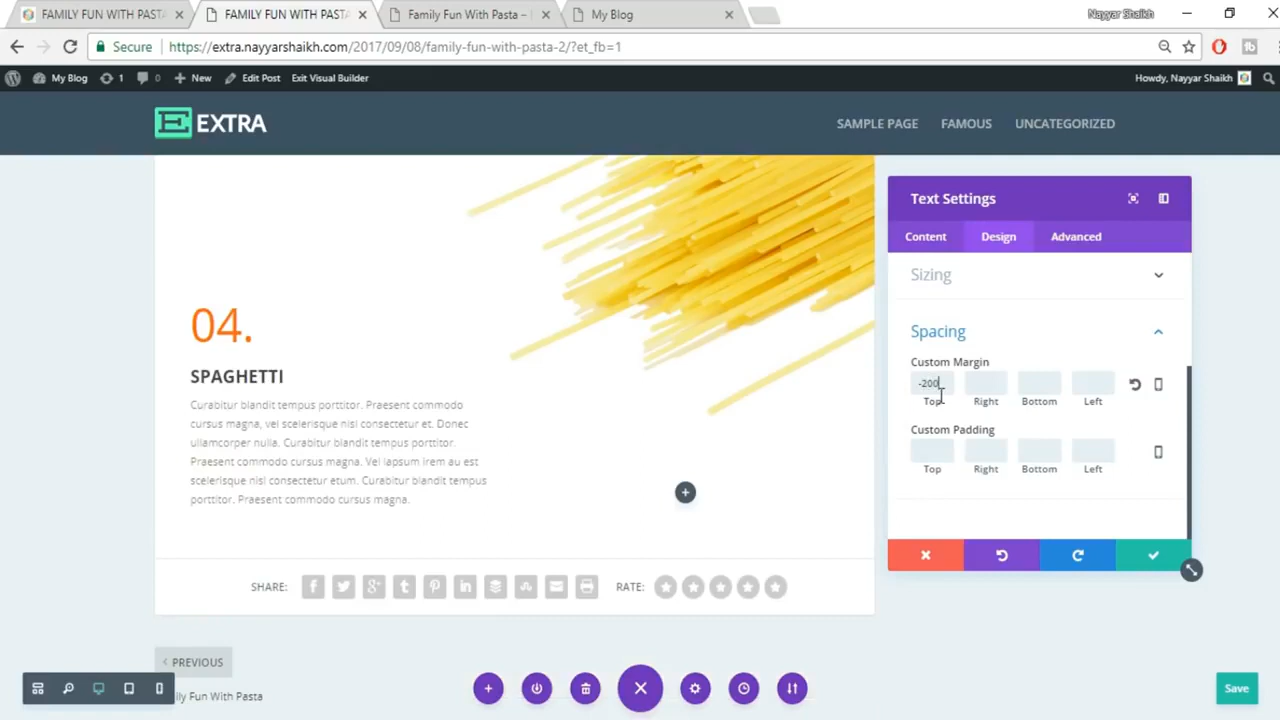 FAMILY FUN WITH PASTA
FAMILY FUN WITH PASTA
Family Fun With Pasta –
My Blog
Nayyar Shaikh
Secure
https://extra.nayyarshaikh.com/2017/09/08/family-fun-with-pasta-2/?et_fb=1
My Blog
1
0
New
Edit Post
Exit Visual Builder
Howdy, Nayyar Shaikh
EXTRA
SAMPLE PAGE
FAMOUS
UNCATEGORIZED
04.
SPAGHETTI
Curabitur blandit tempus porttitor. Praesent commodo
cursus magna, vel scelerisque nisl consectetur et. Donec
ullamcorper nulla. Curabitur blandit tempus porttitor.
Praesent commodo cursus magna. Vel lapsum irem au est
scelerisque nisl consectetur etum. Curabitur blandit tempus
porttitor. Praesent commodo cursus magna.
SHARE:
RATE:
PREVIOUS
ily Fun With Pasta
Text Settings
Content
Design
Advanced
Sizing
Spacing
Custom Margin
-200
Top
Right
Bottom
Left
Custom Padding
Top
Right
Bottom
Left
Save